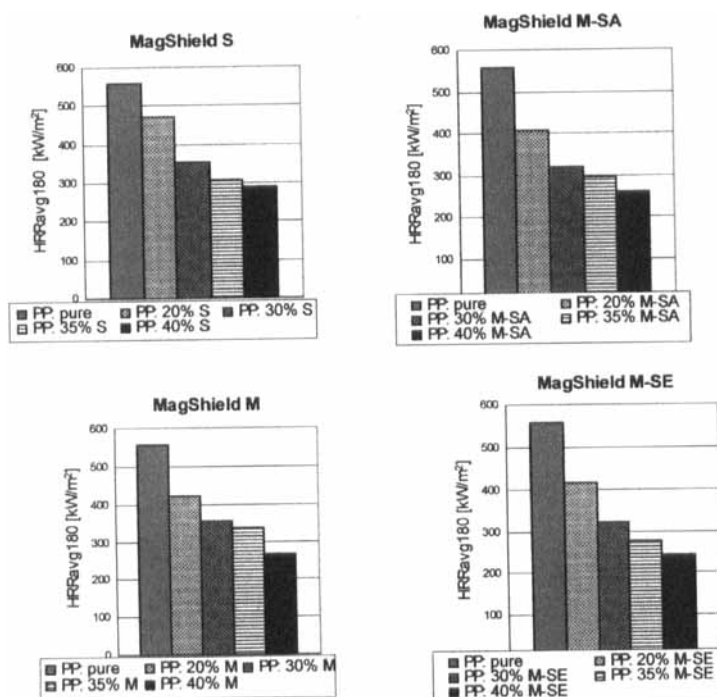 MagShield S
600
500
400
300
200
100
0
HRRavg180 [kW/m²]
PP. pure PP. 20% S PP. 30% S
PP. 35% S PP. 40% S
MagShield M-SA
600
500
400
300
200
100
HRRavg180 [kW/m²]
PP. pure PP. 20% M-SA
PP. 30% M-SA PP. 35% M-SA
PP. 40% M-SA
MagShield M
600
500
400
300
200
100
0
HRRavg180 [kW/m²]
PP. pure PP. 20% M PP. 30% M
PP. 35% M PP. 40% M
MagShield M-SE
600
500
400
300
200
100
HRRavg180 [kW/m²]
PP. pure PP. 20% M-SE
PP. 30% M-SE PP. 35% M-SE
PP. 40% M-SE